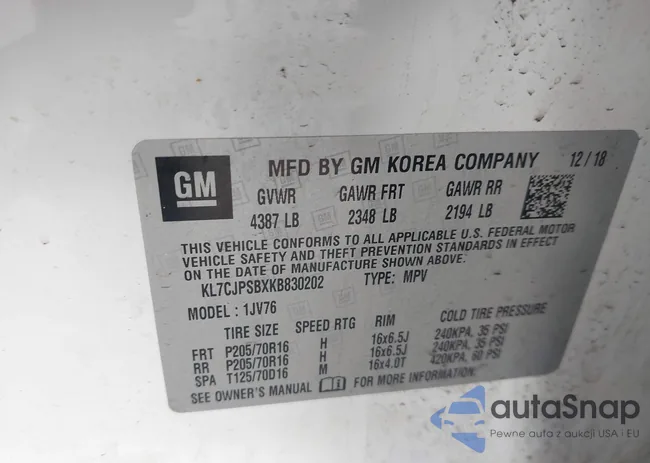 GM
MFD BY GM KOREA COMPANY 12/18
GVWR GAWR FRT GAWR RR
4387 LB 2348 LB 2194 LB
THIS VEHICLE CONFORMS TO ALL APPLICABLE U.S. FEDERAL MOTOR
VEHICLE SAFETY AND THEFT PREVENTION STANDARDS IN EFFECT
ON THE DATE OF MANUFACTURE SHOWN ABOVE.
KL7CJPSBXKB830202 TYPE: MPV
MODEL : 1JV76
TIRE SIZE SPEED RTG RIM COLD TIRE PRESSURE
FRT P205/70R16 H 16x6.5J 240KPA, 35 PSI
RR P205/70R16 H 16x6.5J 240KPA, 35 PSI
SPA T125/70D16 M 16x4.0T 420KPA, 60 PSI
SEE OWNER'S MANUAL FOR MORE INFORMATION.
autaSnap
Pewne auta z aukcji USA i EU